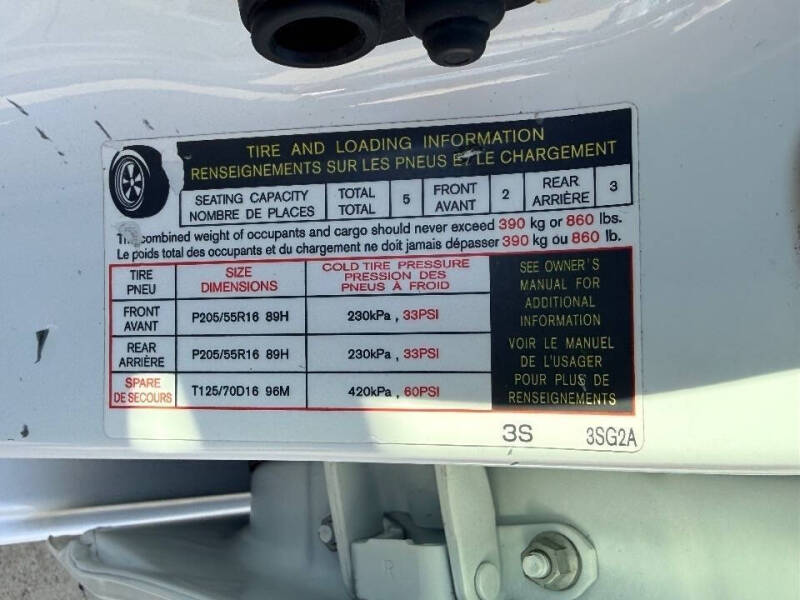 TIRE AND LOADING INFORMATION
RENSEIGNEMENTS SUR LES PNEUS ET LE CHARGEMENT
SEATING CAPACITY TOTAL 5 FRONT 2 REAR 3
NOMBRE DE PLACES TOTAL AVANT ARRIÈRE
The combined weight of occupants and cargo should never exceed 390 kg or 860 lbs.
Le poids total des occupants et du chargement ne doit jamais dépasser 390 kg ou 860 lb.
TIRE
PNEU
SIZE
DIMENSIONS
COLD TIRE PRESSURE
PRESSION DES
PNEUS À FROID
FRONT
AVANT
P205/55R16 89H
230kPa , 33PSI
REAR
ARRIÈRE
P205/55R16 89H
230kPa , 33PSI
SPARE
DE SECOURS
T125/70D16 96M
420kPa , 60PSI
SEE OWNER'S
MANUAL FOR
ADDITIONAL
INFORMATION
VOIR LE MANUEL
DE L'USAGER
POUR PLUS DE
RENSEIGNEMENTS
3S 3SG2A
R